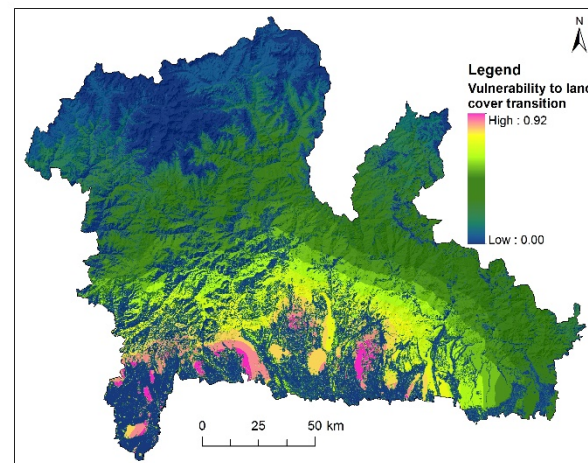 N
Legend
Vulnerability to land
cover transition
High : 0.92
Low : 0.00
0 25 50 km